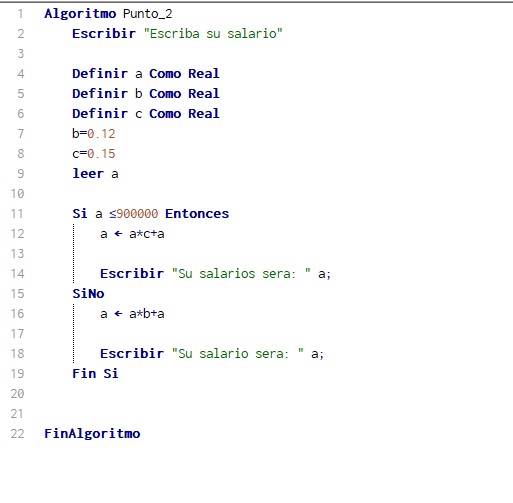 1 Algoritmo Punto_2
2 Escribir "Escriba su salario"
3
4 Definir a Como Real
5 Definir b Como Real
6 Definir c Como Real
7 b=0.12
8 c=0.15
9 leer a
10
11 Si a ≤900000 Entonces
12 a ← a*c+a
13
14 Escribir "Su salarios sera: " a;
15 SiNo
16 a ← a*b+a
17
18 Escribir "Su salario sera: " a;
19 Fin Si
20
21
22 FinAlgoritmo